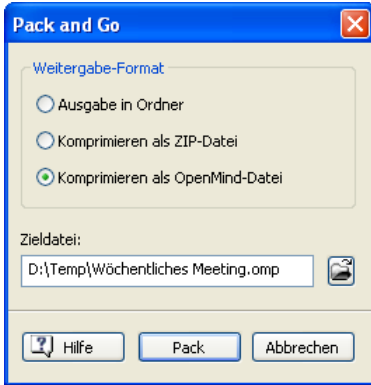 Pack and Go
Weitergabe-Format
Ausgabe in Ordner
Komprimieren als ZIP-Datei
Komprimieren als OpenMind-Datei
Zieldatei:
D:\Temp\Wöchentliches Meeting.omp
Hilfe Pack Abbrechen